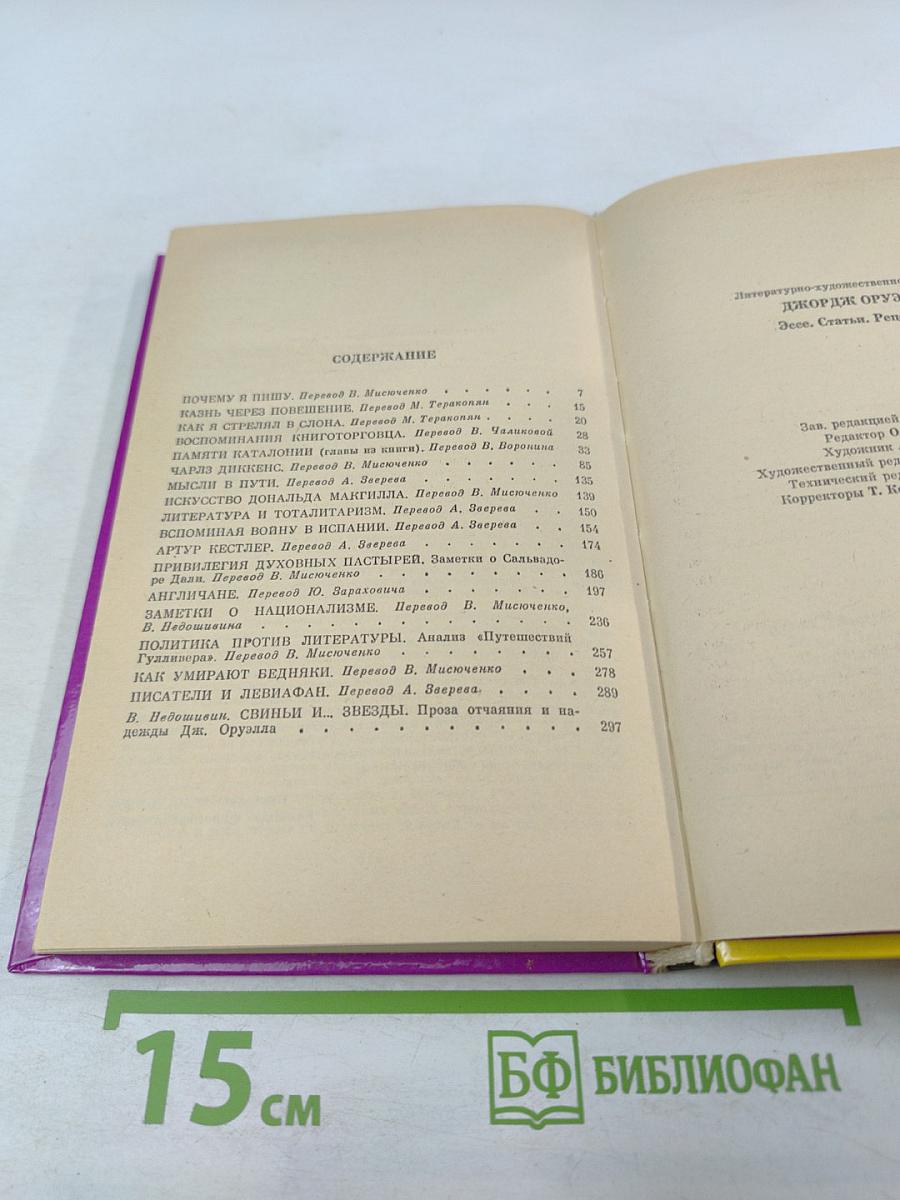 СОДЕРЖАНИЕ
ПОЧЕМУ Я ПИШУ. Перевод В. Мисюченко . . . . . . 7
КАЗНЬ ЧЕРЕЗ ПОВЕШЕНИЕ. Перевод М. Теракопян . . . 15
КАК Я СТРЕЛЯЛ В СЛОНА. Перевод М. Теракопян . . . . 20
ВОСПОМИНАНИЯ КНИГОТОРГОВЦА. Перевод В. Чаликовой 28
ПАМЯТИ КАТАЛОНИИ (главы из книги). Перевод В. Воронина 33
ЧАРЛЗ ДИККЕНС. Перевод В. Мисюченко . . . . . . 85
МЫСЛИ В ПУТИ. Перевод А. Зверева . . . . . . . 135
ИСКУССТВО ДОНАЛЬДА МАКГИЛЛА. Перевод В. Мисюченко 139
ЛИТЕРАТУРА И ТОТАЛИТАРИЗМ. Перевод А. Зверева . . 150
ВСПОМИНАЯ ВОЙНУ В ИСПАНИИ. Перевод А. Зверева . . 154
АРТУР КЕСТЛЕР. Перевод А. Зверева . . . . . . . 174
ПРИВИЛЕГИЯ ДУХОВНЫХ ПАСТЫРЕЙ. Заметки о Сальвадо-
ре Дали. Перевод В. Мисюченко . . . . . . . . . 186
АНГЛИЧАНЕ. Перевод Ю. Зараховича . . . . . . . 197
ЗАМЕТКИ О НАЦИОНАЛИЗМЕ. Перевод В. Мисюченко,
В. Недошивина . . . . . . . . . . . . . . 236
ПОЛИТИКА ПРОТИВ ЛИТЕРАТУРЫ. Анализ «Путешествий
Гулливера». Перевод В. Мисюченко . . . . . . . . 257
КАК УМИРАЮТ БЕДНЯКИ. Перевод В. Мисюченко . . . 278
ПИСАТЕЛИ И ЛЕВИАФАН. Перевод А. Зверева . . . . . 289
В. Недошивин. СВИНЬИ И... ЗВЕЗДЫ. Проза отчаяния и на-
дежды Дж. Оруэлла . . . . . . . . . . . . 297
Литературно-художественно
ДЖОРДЖ ОРУЭ
Эссе. Статьи. Рец
Зав. редакцией
Редактор О
Художник
Художественный ред
Технический ред
Корректоры Т. Ко
15 см
БФ БИБЛИОФАН